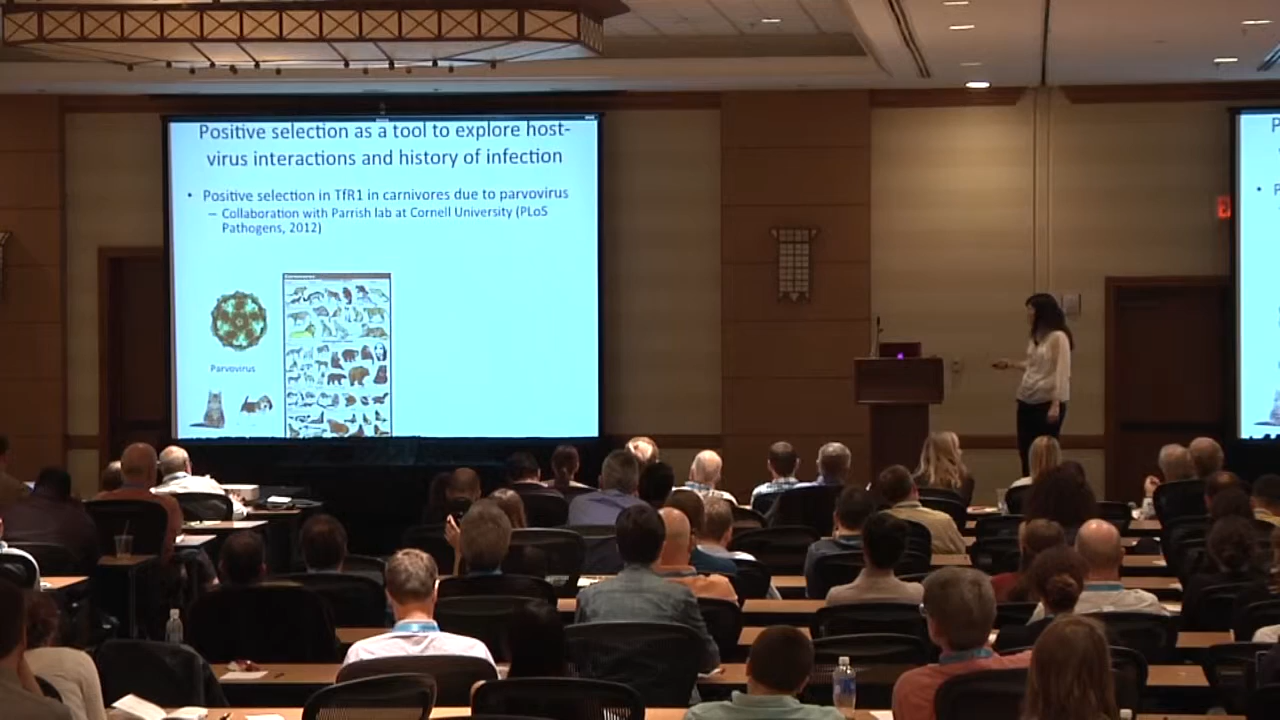 Positive selection as a tool to explore host-
virus interactions and history of infection
• Positive selection in TfR1 in carnivores due to parvovirus
– Collaboration with Parrish lab at Cornell University (PLoS
Pathogens, 2012)
Parvovirus
P
• P